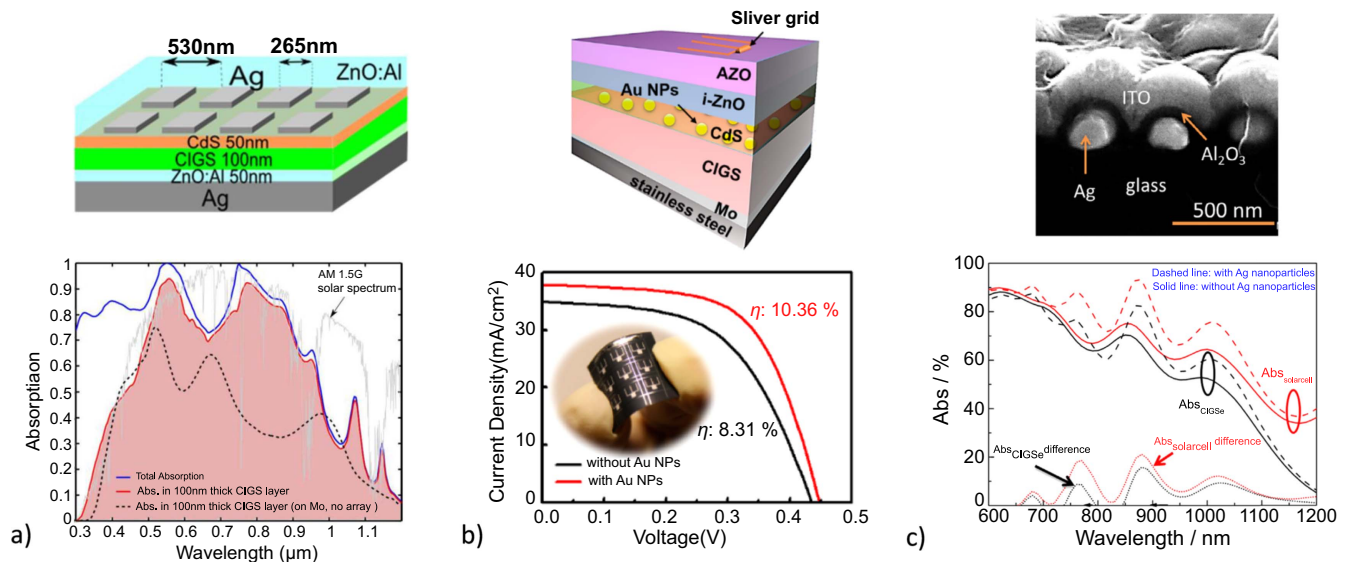 530nm
265nm
Ag
ZnO:Al
CdS 50nm
CIGS 100nm
ZnO:Al 50nm
Ag
AM 1.5G
solar spectrum
Absorptiaon
1
0.9
0.8
0.7
0.6
0.5
0.4
0.3
0.2
0.1
0
Total Absorption
Abs. in 100nm thick CIGS layer
Abs. in 100nm thick CIGS layer (on Mo, no array )
0.3 0.4 0.5 0.6 0.7 0.8 0.9 1 1.1
Wavelength (µm)
a)
Sliver grid
AZO
i-ZnO
Au NPs
CdS
CIGS
Mo
stainless steel
Current Density(mA/cm2)
40
30
20
10
0
η: 10.36 %
η: 8.31 %
without Au NPs
with Au NPs
0.0 0.1 0.2 0.3 0.4 0.5
Voltage(V)
b)
ITO
Al2O3
Ag
glass
500 nm
Dashed line: with Ag nanoparticles
Solid line: without Ag nanoparticles
Abs / %
100
80
60
40
20
0
Abssolarcell
AbsCIGSe
AbsCIGSedifference
Abssolarcell difference
600 700 800 900 1000 1100 1200
Wavelength / nm
c)